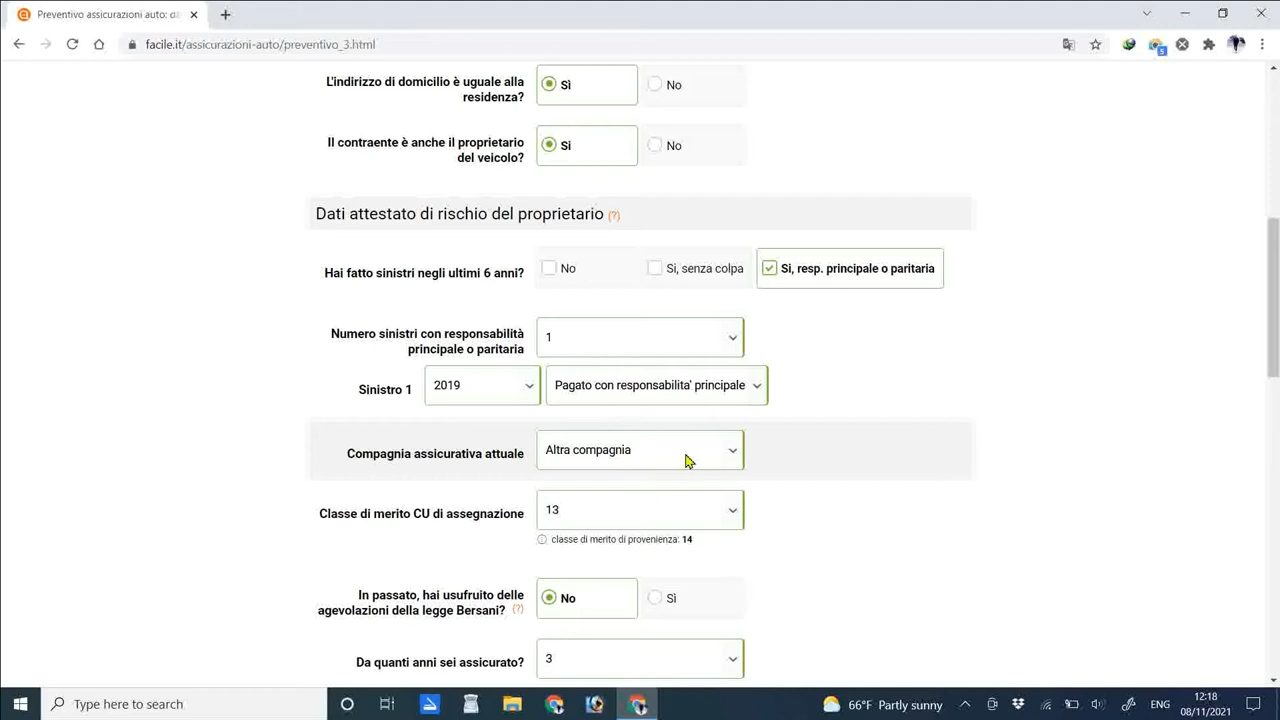 Preventivo assicurazioni auto: da
facile.it/assicurazioni-auto/preventivo_3.html
5
L'indirizzo di domicilio è uguale alla
residenza?
Sì
No
Il contraente è anche il proprietario
del veicolo?
Si
No
Dati attestato di rischio del proprietario (?)
Hai fatto sinistri negli ultimi 6 anni?
No
Si, senza colpa
Si, resp. principale o paritaria
Numero sinistri con responsabilità
principale o paritaria
1
Sinistro 1
2019
Pagato con responsabilita' principale
Compagnia assicurativa attuale
Altra compagnia
Classe di merito CU di assegnazione
13
classe di merito di provenienza: 14
In passato, hai usufruito delle
agevolazioni della legge Bersani? (?)
No
Sì
Da quanti anni sei assicurato?
3
Type here to search
66°F Partly sunny
ENG
12:18
08/11/2021